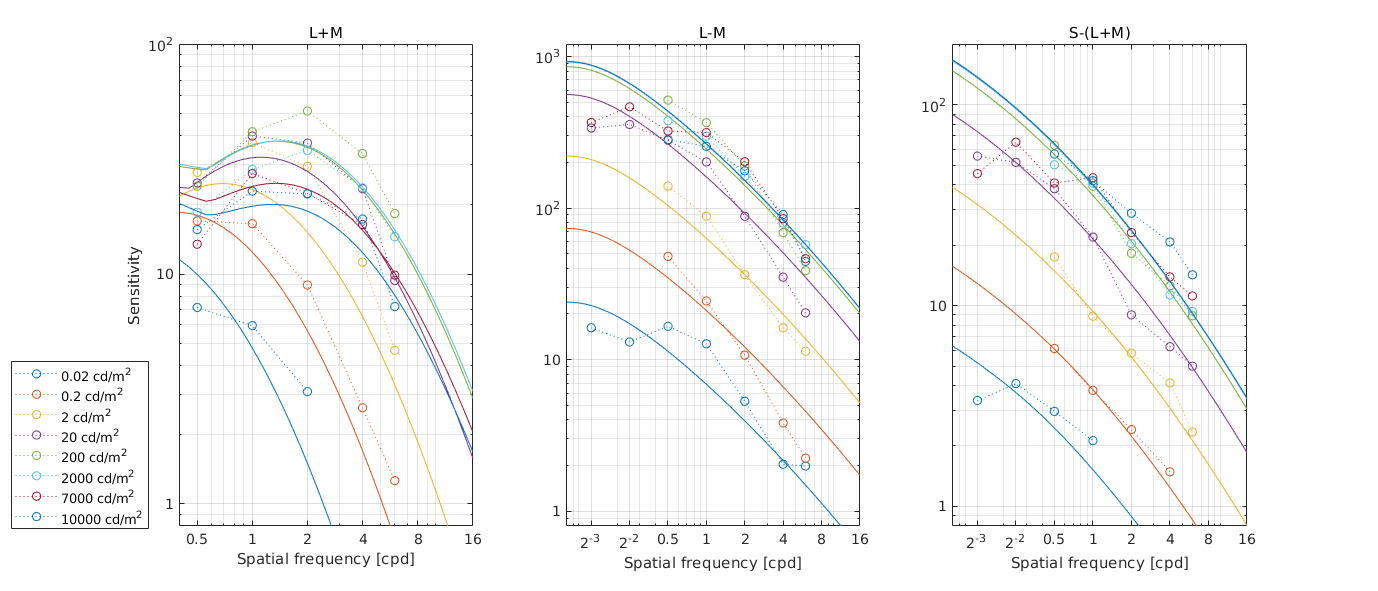 L+M
L-M
S-(L+M)
Sensitivity
10²
10
1
10³
10²
10
1
10²
10
1
0.5 1 2 4 8 16
2⁻³ 2⁻² 0.5 1 2 4 8 16
2⁻³ 2⁻² 0.5 1 2 4 8 16
Spatial frequency [cpd]
Spatial frequency [cpd]
Spatial frequency [cpd]
0.02 cd/m²
0.2 cd/m²
2 cd/m²
20 cd/m²
200 cd/m²
2000 cd/m²
7000 cd/m²
10000 cd/m²